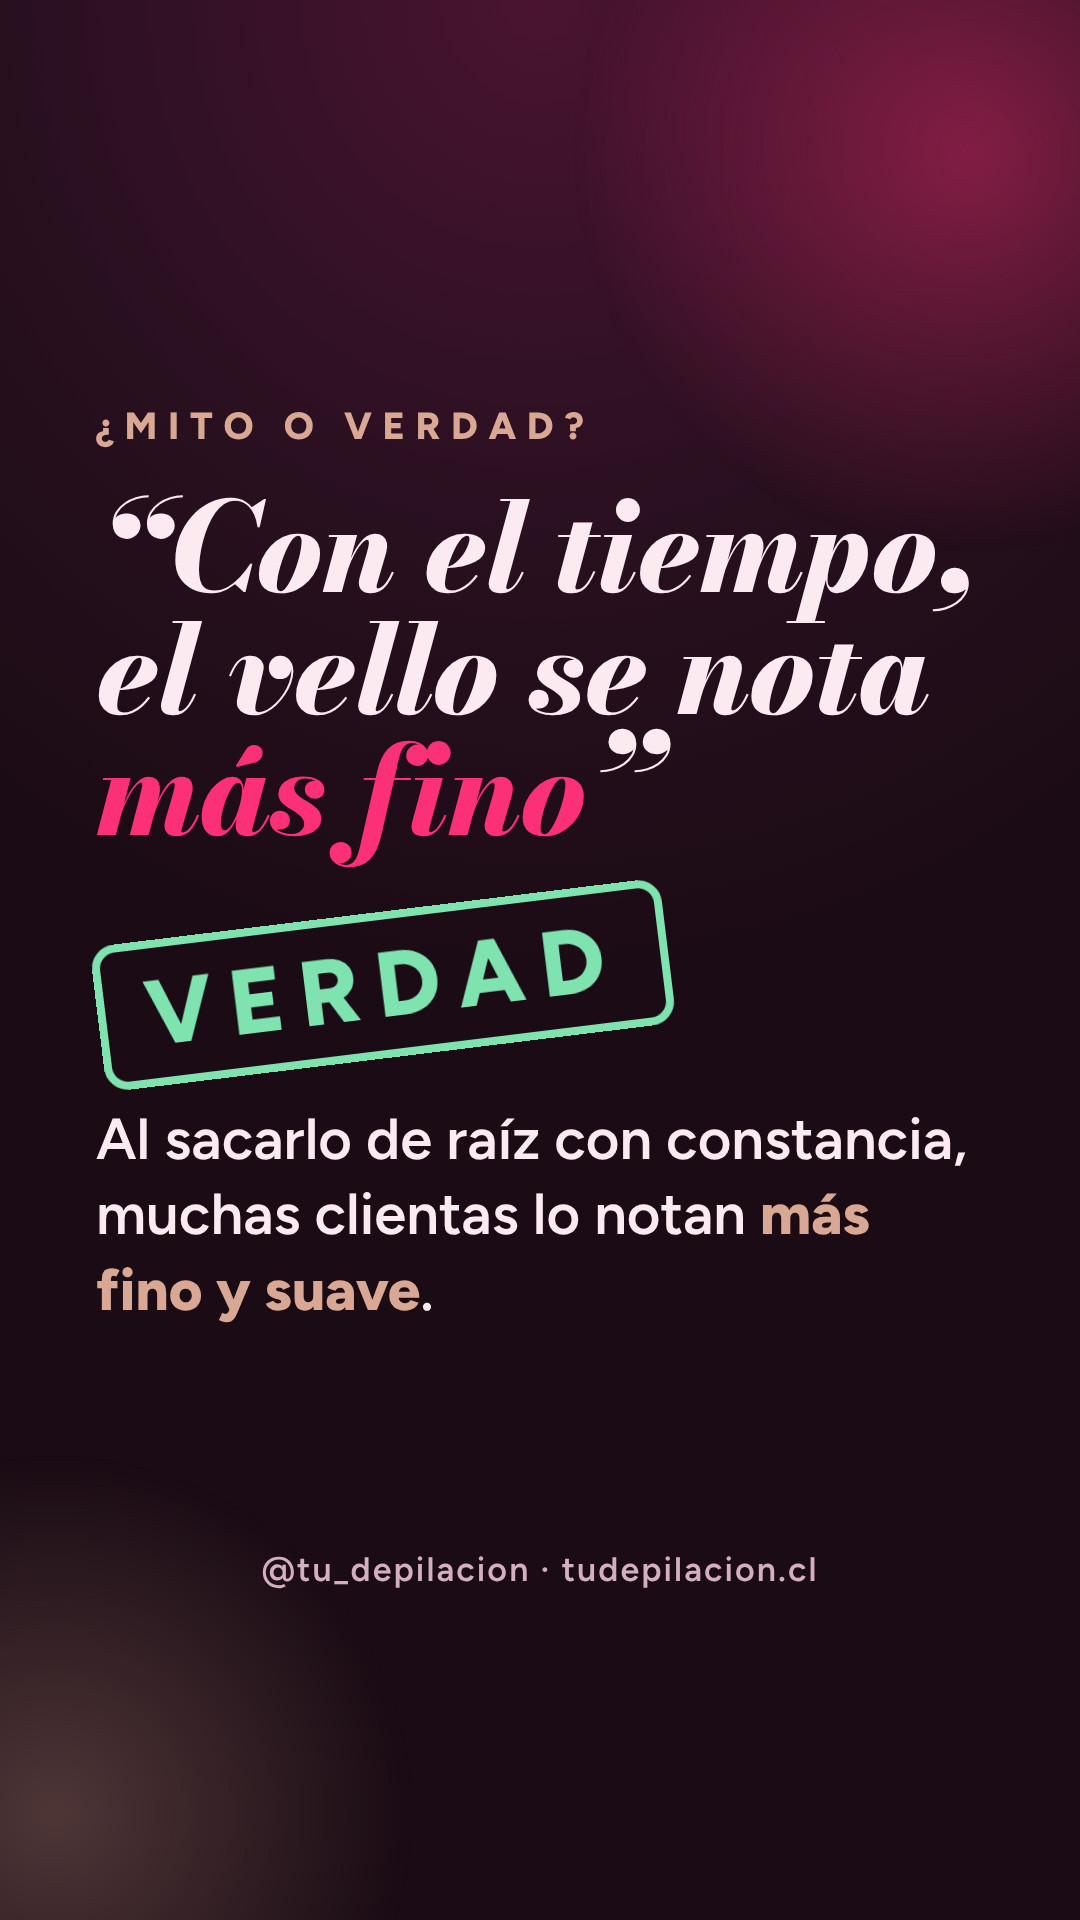 ¿MITO O VERDAD?
“Con el tiempo,
el vello se nota
más fino”
VERDAD
Al sacarlo de raíz con constancia,
muchas clientas lo notan más
fino y suave.
@tu_depilacion · tudepilacion.cl